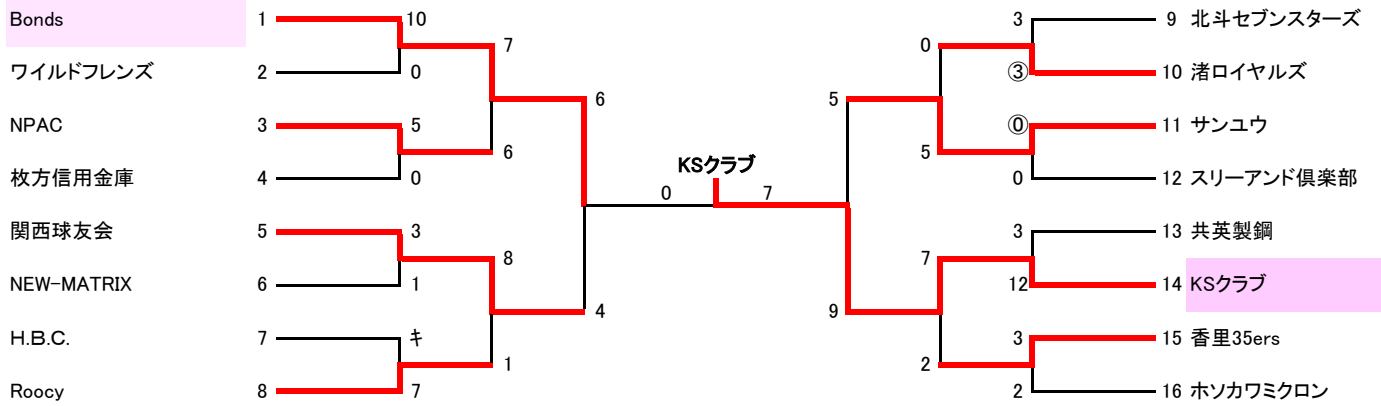 Bonds 1 10 3 9 北斗セブンスターズ
7 0
ワイルドフレンズ 2 0 ③ 10 渚ロイヤルズ
6 5
NPAC 3 5 ⓪ 11 サンユウ
6 5
枚方信用金庫 4 0 KSクラブ 0 12 スリーアンド倶楽部
0 7
関西球友会 5 3 3 13 共英製鋼
8 7
NEW-MATRIX 6 1 12 14 KSクラブ
4 9
H.B.C. 7 キ 3 15 香里35ers
1 2
Roocy 8 7 2 16 ホソカワミクロン